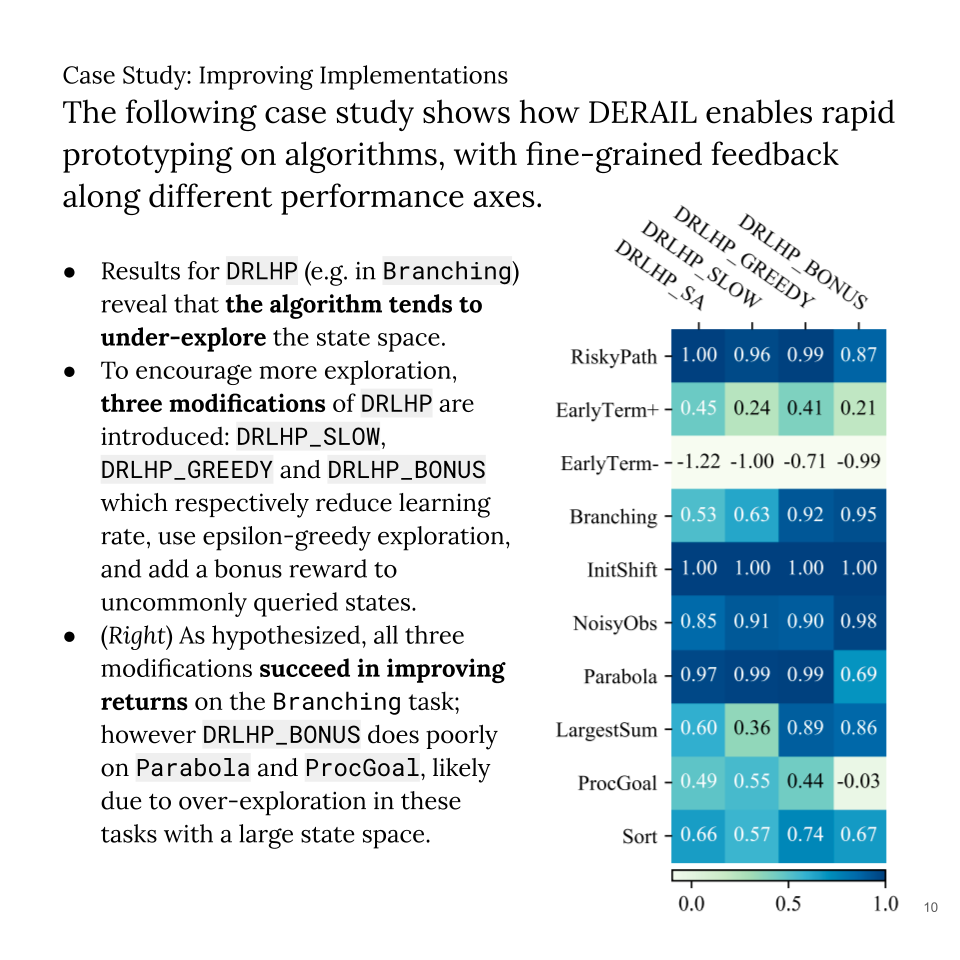 Case Study: Improving Implementations
The following case study shows how DERAIL enables rapid
prototyping on algorithms, with fine-grained feedback
along different performance axes.
● Results for DRLHP (e.g. in Branching)
reveal that the algorithm tends to
under-explore the state space.
● To encourage more exploration,
three modifications of DRLHP are
introduced: DRLHP_SLOW,
DRLHP_GREEDY and DRLHP_BONUS
which respectively reduce learning
rate, use epsilon-greedy exploration,
and add a bonus reward to
uncommonly queried states.
● (Right) As hypothesized, all three
modifications succeed in improving
returns on the Branching task;
however DRLHP_BONUS does poorly
on Parabola and ProcGoal, likely
due to over-exploration in these
tasks with a large state space.
DRLHP_SA
DRLHP_SLOW
DRLHP_GREEDY
DRLHP_BONUS
RiskyPath 1.00 0.96 0.99 0.87
EarlyTerm+ 0.45 0.24 0.41 0.21
EarlyTerm- -1.22 -1.00 -0.71 -0.99
Branching 0.53 0.63 0.92 0.95
InitShift 1.00 1.00 1.00 1.00
NoisyObs 0.85 0.91 0.90 0.98
Parabola 0.97 0.99 0.99 0.69
LargestSum 0.60 0.36 0.89 0.86
ProcGoal 0.49 0.55 0.44 -0.03
Sort 0.66 0.57 0.74 0.67
0.0 0.5 1.0
10